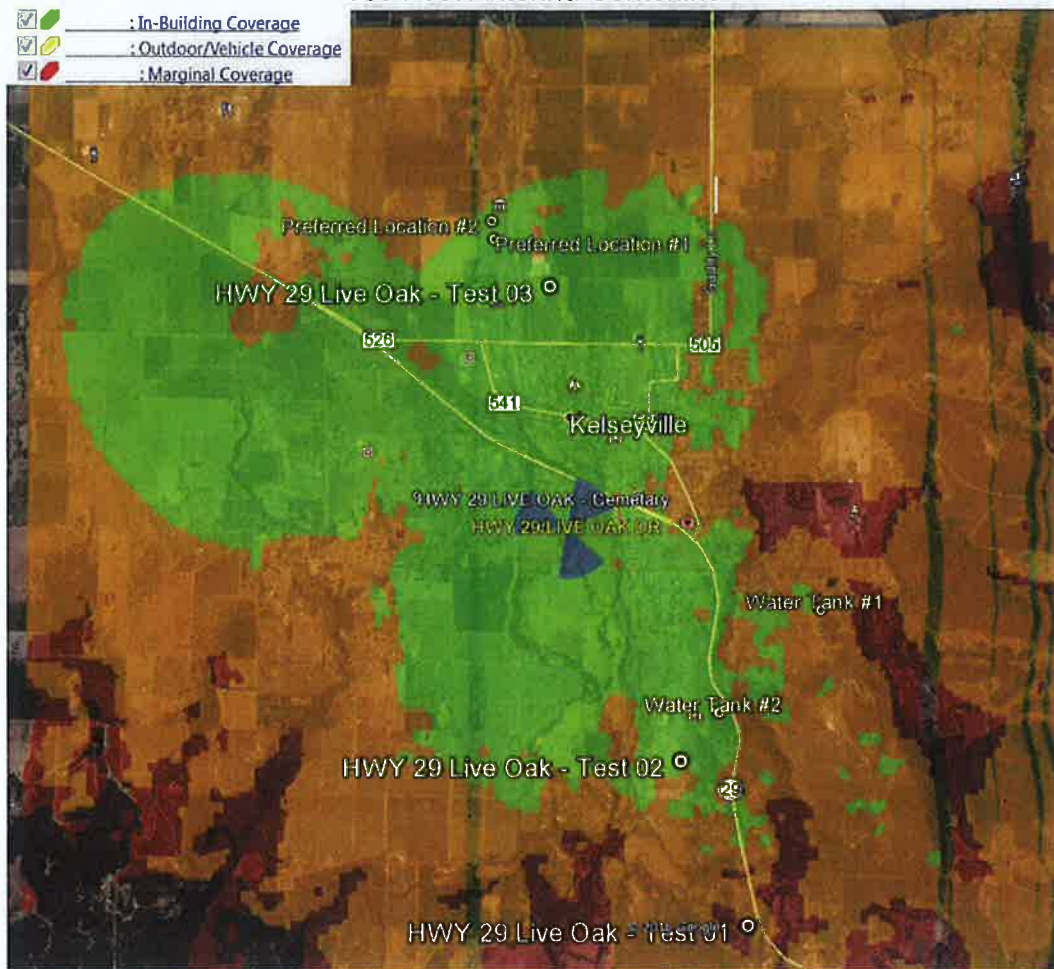 : In-Building Coverage
: Outdoor/Vehicle Coverage
: Marginal Coverage
Preferred Location #2
Preferred Location #1
HWY 29 Live Oak - Test 03
526
505
541
Kelseyville
HWY 29 LIVE OAK - Cemetary
HWY 29/LIVE OAK DR
Water Tank #1
Water Tank #2
HWY 29 Live Oak - Test 02
29
HWY 29 Live Oak - Test 01